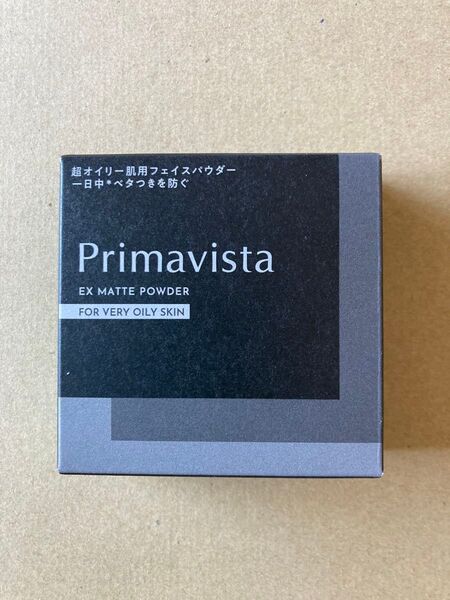 超オイリー肌用フェイスパウダー
一日中*ベタつきを防ぐ
Primavista
EX MATTE POWDER
FOR VERY OILY SKIN